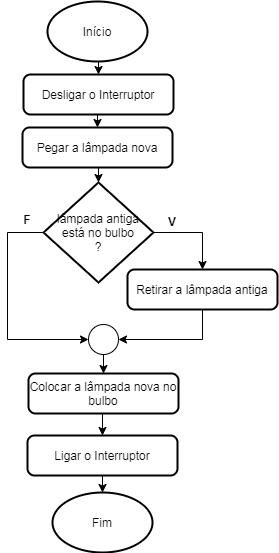 Início
Desligar o Interruptor
Pegar a lâmpada nova
lâmpada antiga
está no bulbo
?
F
V
Retirar a lâmpada antiga
Colocar a lâmpada nova no
bulbo
Ligar o Interruptor
Fim